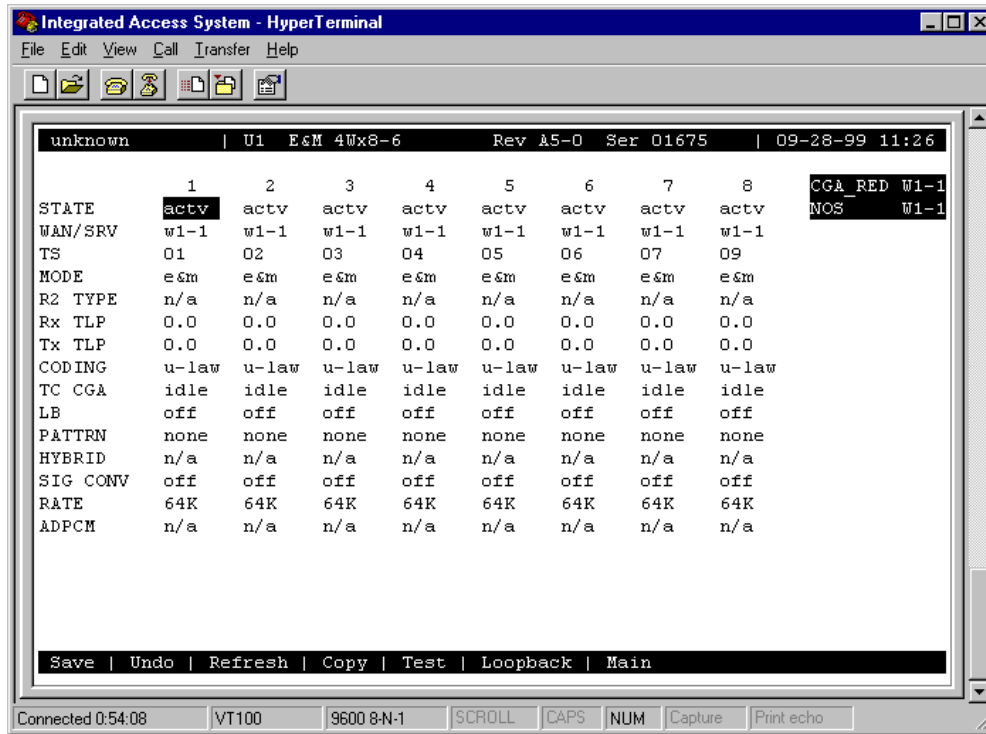 Integrated Access System - HyperTerminal
File Edit View Call Transfer Help
unknown | U1 E&M 4Wx8-6 Rev A5-0 Ser 01675 | 09-28-99 11:26
1 2 3 4 5 6 7 8 CGA_RED W1-1
STATE actv actv actv actv actv actv actv actv NOS W1-1
WAN/SRV w1-1 w1-1 w1-1 w1-1 w1-1 w1-1 w1-1 w1-1
TS 01 02 03 04 05 06 07 09
MODE e&m e&m e&m e&m e&m e&m e&m e&m
R2 TYPE n/a n/a n/a n/a n/a n/a n/a n/a
Rx TLP 0.0 0.0 0.0 0.0 0.0 0.0 0.0 0.0
Tx TLP 0.0 0.0 0.0 0.0 0.0 0.0 0.0 0.0
CODING u-law u-law u-law u-law u-law u-law u-law u-law
TC CGA idle idle idle idle idle idle idle idle
LB off off off off off off off off
PATTRN none none none none none none none none
HYBRID n/a n/a n/a n/a n/a n/a n/a n/a
SIG CONV off off off off off off off off
RATE 64K 64K 64K 64K 64K 64K 64K 64K
ADPCM n/a n/a n/a n/a n/a n/a n/a n/a
Save | Undo | Refresh | Copy | Test | Loopback | Main
Connected 0:54:08 VT100 9600 8-N-1 SCROLL CAPS NUM Capture Print echo